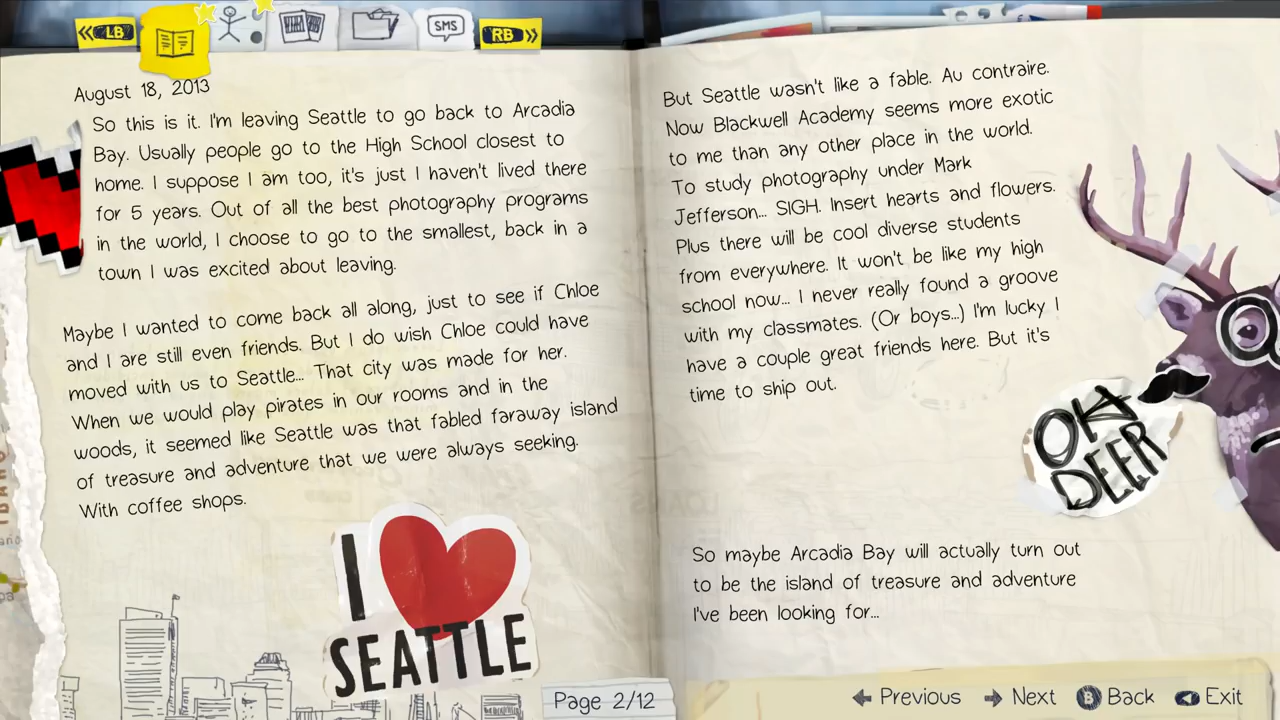 LB
SMS
RB
August 18, 2013
So this is it. I'm leaving Seattle to go back to Arcadia
Bay. Usually people go to the High School closest to
home. I suppose I am too, it's just I haven't lived there
for 5 years. Out of all the best photography programs
in the world, I choose to go to the smallest, back in a
town I was excited about leaving.
Maybe I wanted to come back all along, just to see if Chloe
and I are still even friends. But I do wish Chloe could have
moved with us to Seattle... That city was made for her.
When we would play pirates in our rooms and in the
woods, it seemed like Seattle was that fabled faraway island
of treasure and adventure that we were always seeking.
With coffee shops.
I
SEATTLE
But Seattle wasn't like a fable. Au contraire.
Now Blackwell Academy seems more exotic
to me than any other place in the world.
To study photography under Mark
Jefferson... SIGH. Insert hearts and flowers.
Plus there will be cool diverse students
from everywhere. It won't be like my high
school now... I never really found a groove
with my classmates. (Or boys...) I'm lucky I
have a couple great friends here. But it's
time to ship out.
OH
DEER
So maybe Arcadia Bay will actually turn out
to be the island of treasure and adventure
I've been looking for...
Page 2/12
Previous
Next
B
Back
Exit